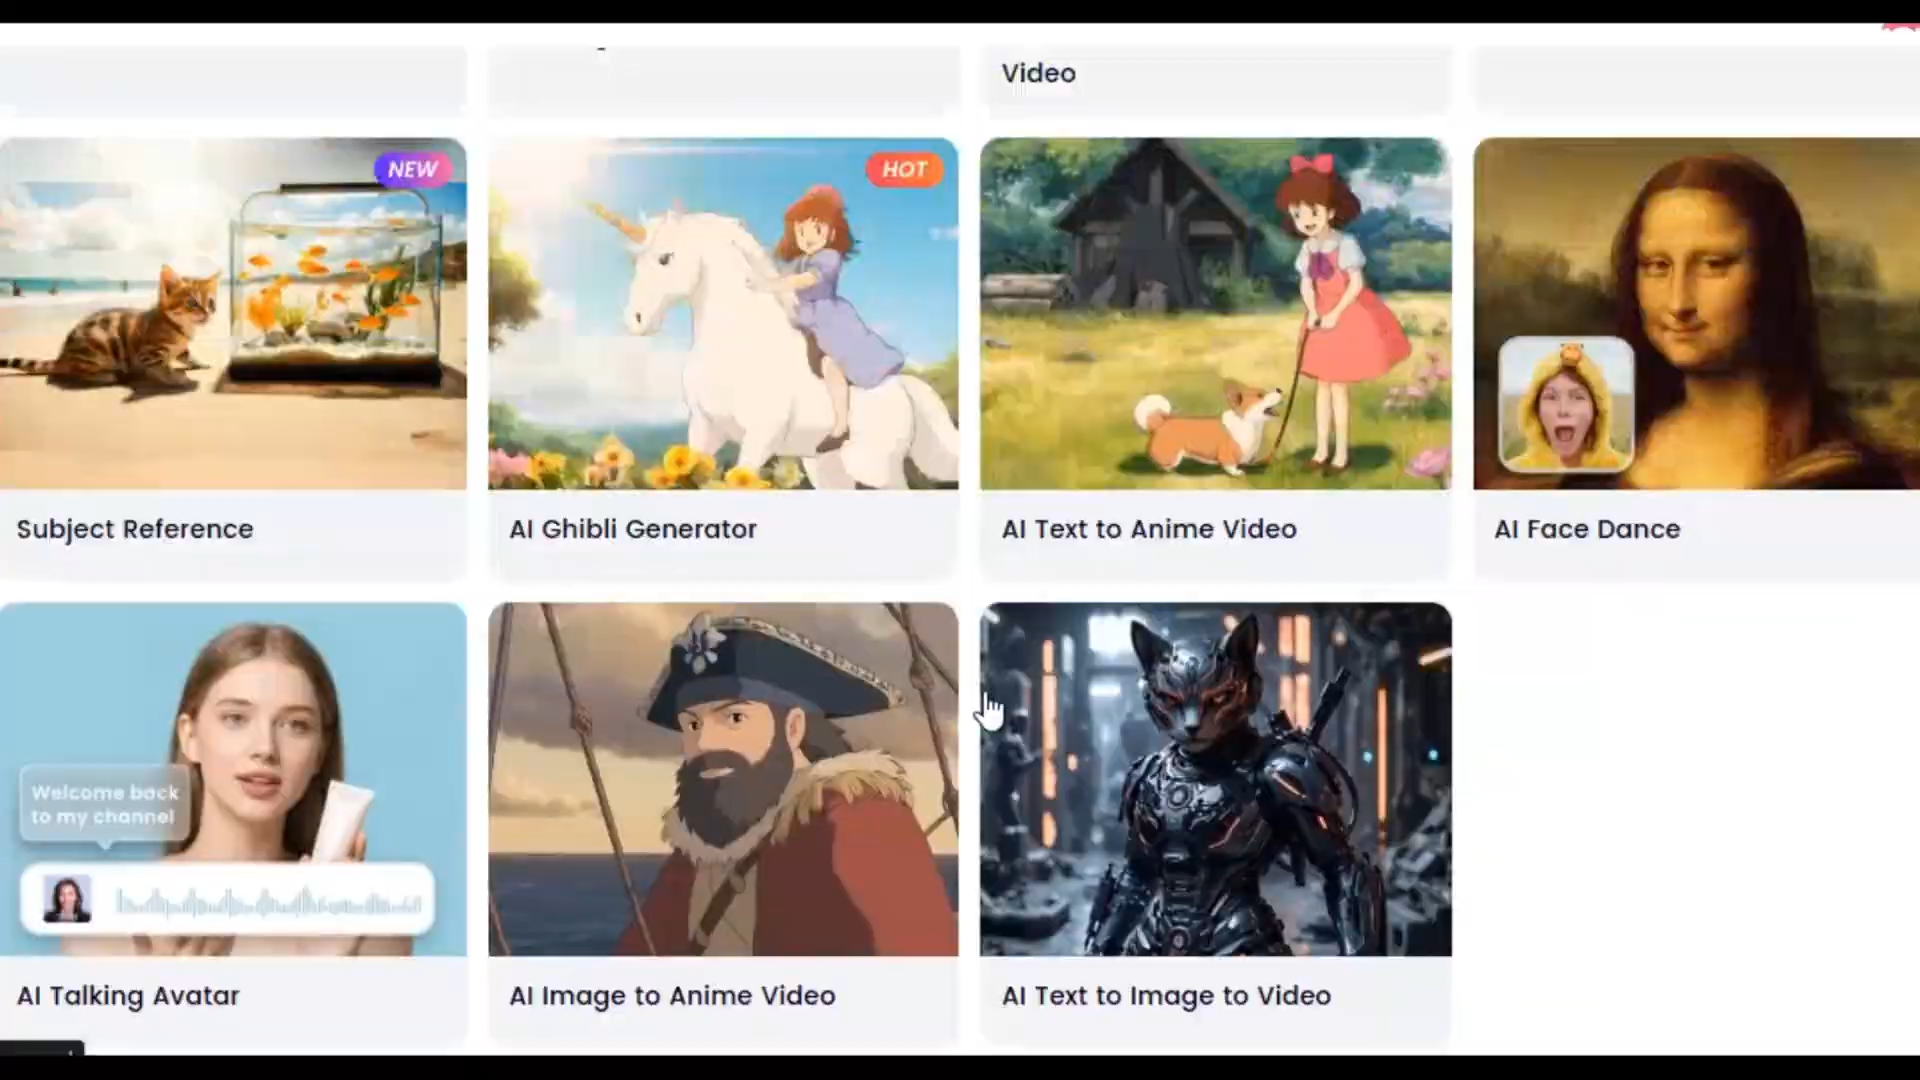 Video
NEW
HOT
Subject Reference
AI Ghibli Generator
AI Text to Anime Video
AI Face Dance
Welcome back
to my channel
AI Talking Avatar
AI Image to Anime Video
AI Text to Image to Video